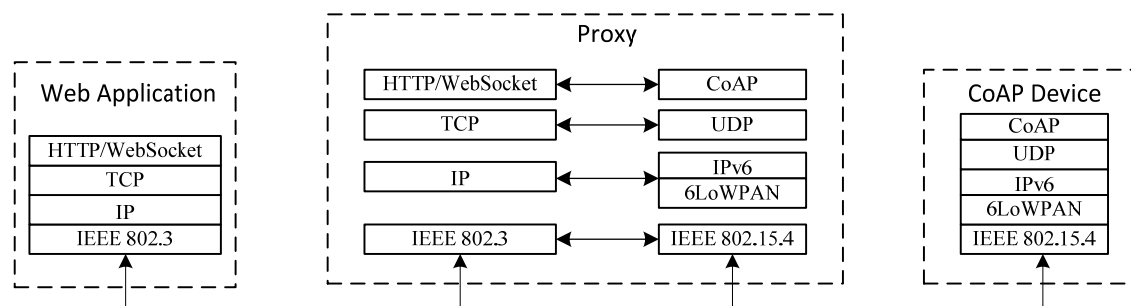 Web Application
HTTP/WebSocket
TCP
IP
IEEE 802.3
Proxy
HTTP/WebSocket
CoAP
TCP
UDP
IP
IPv6
6LoWPAN
IEEE 802.3
IEEE 802.15.4
CoAP Device
CoAP
UDP
IPv6
6LoWPAN
IEEE 802.15.4